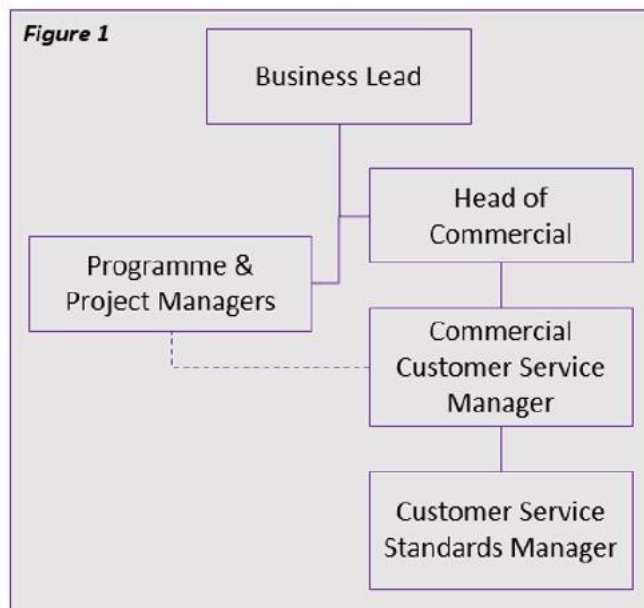 Figure 1
Business Lead
Head of
Commercial
Programme &
Project Managers
Commercial
Customer Service
Manager
Customer Service
Standards Manager